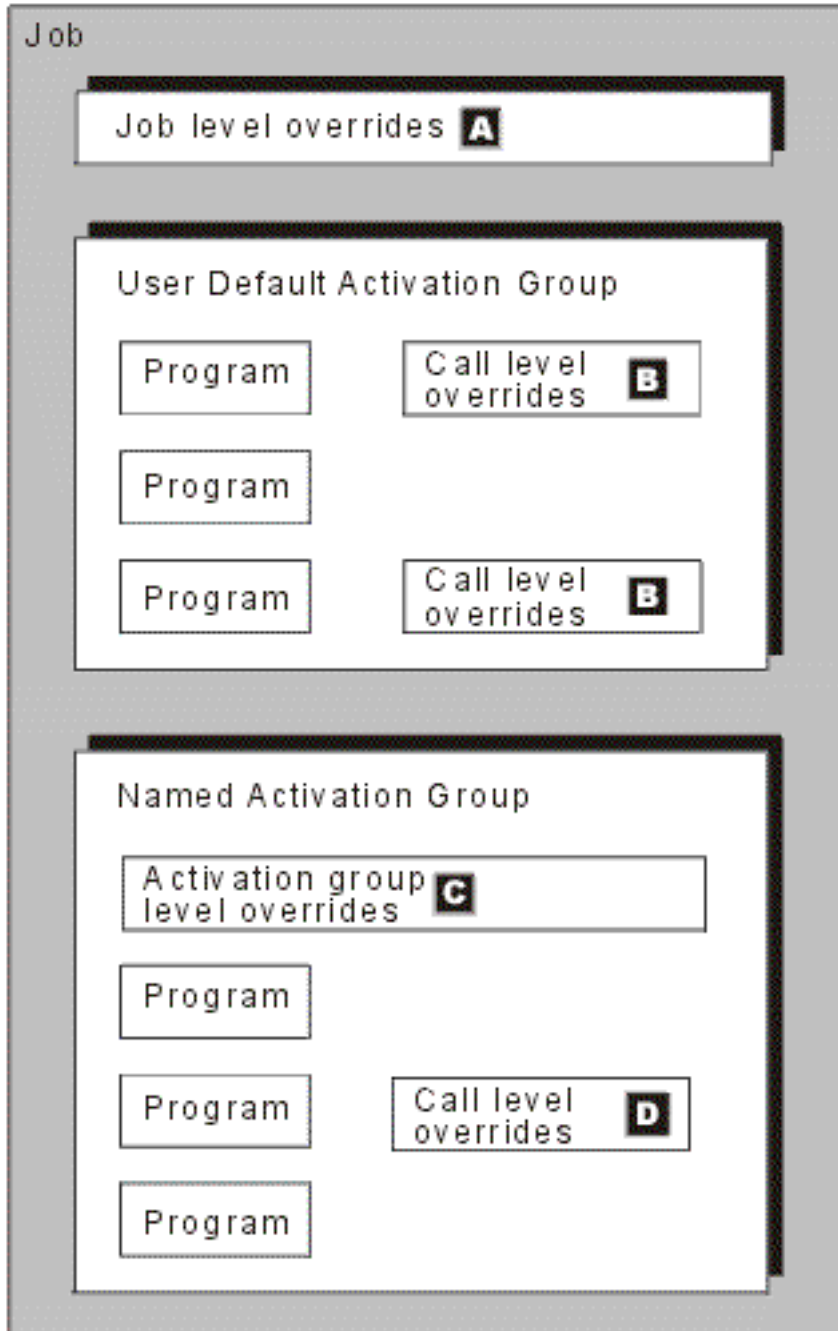 Job
Job level overrides A
User Default Activation Group
Program
Call level
overrides B
Program
Program
Call level
overrides B
Named Activation Group
Activation group
level overrides C
Program
Program
Call level
overrides D
Program